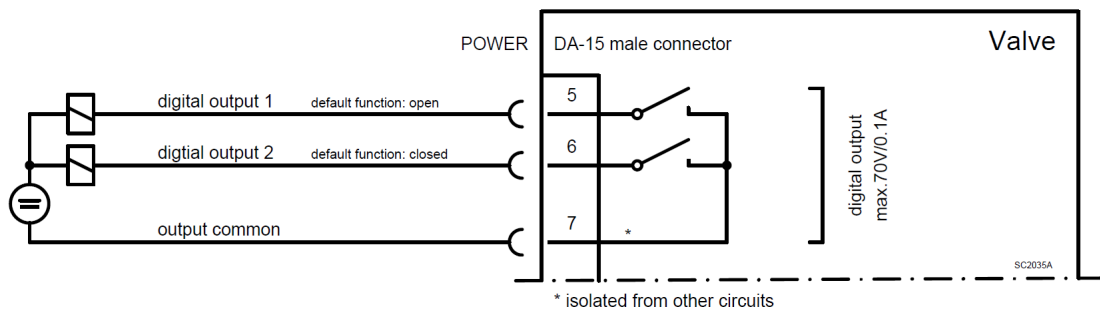 POWER
DA-15 male connector
Valve
digital output 1
default function: open
5
digtial output 2
default function: closed
6
output common
7
*
digital output
max.70V/0.1A
SC2035A
* isolated from other circuits